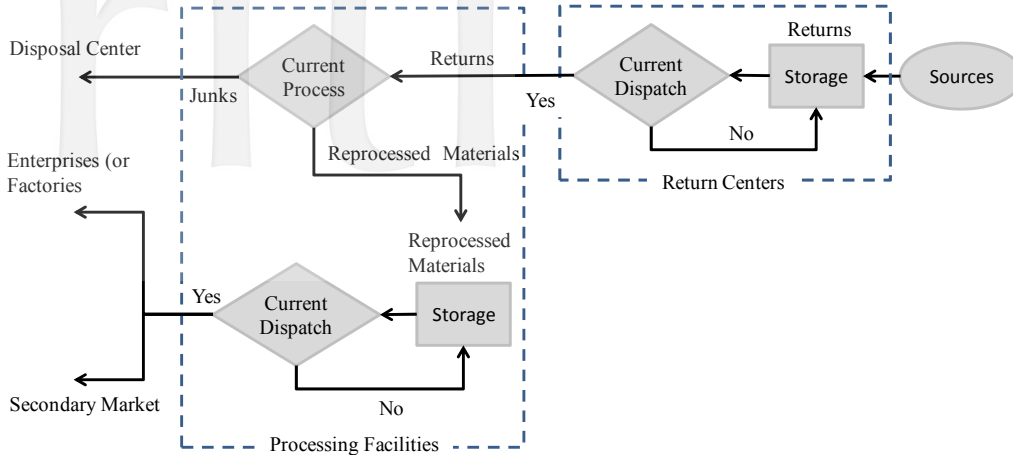 Disposal Center
Current
Process
Returns
Junks
Yes
Current
Dispatch
Returns
Storage
Sources
No
Return Centers
Reprocessed Materials
Enterprises (or
Factories
Reprocessed
Materials
Yes
Current
Dispatch
Storage
No
Secondary Market
Processing Facilities